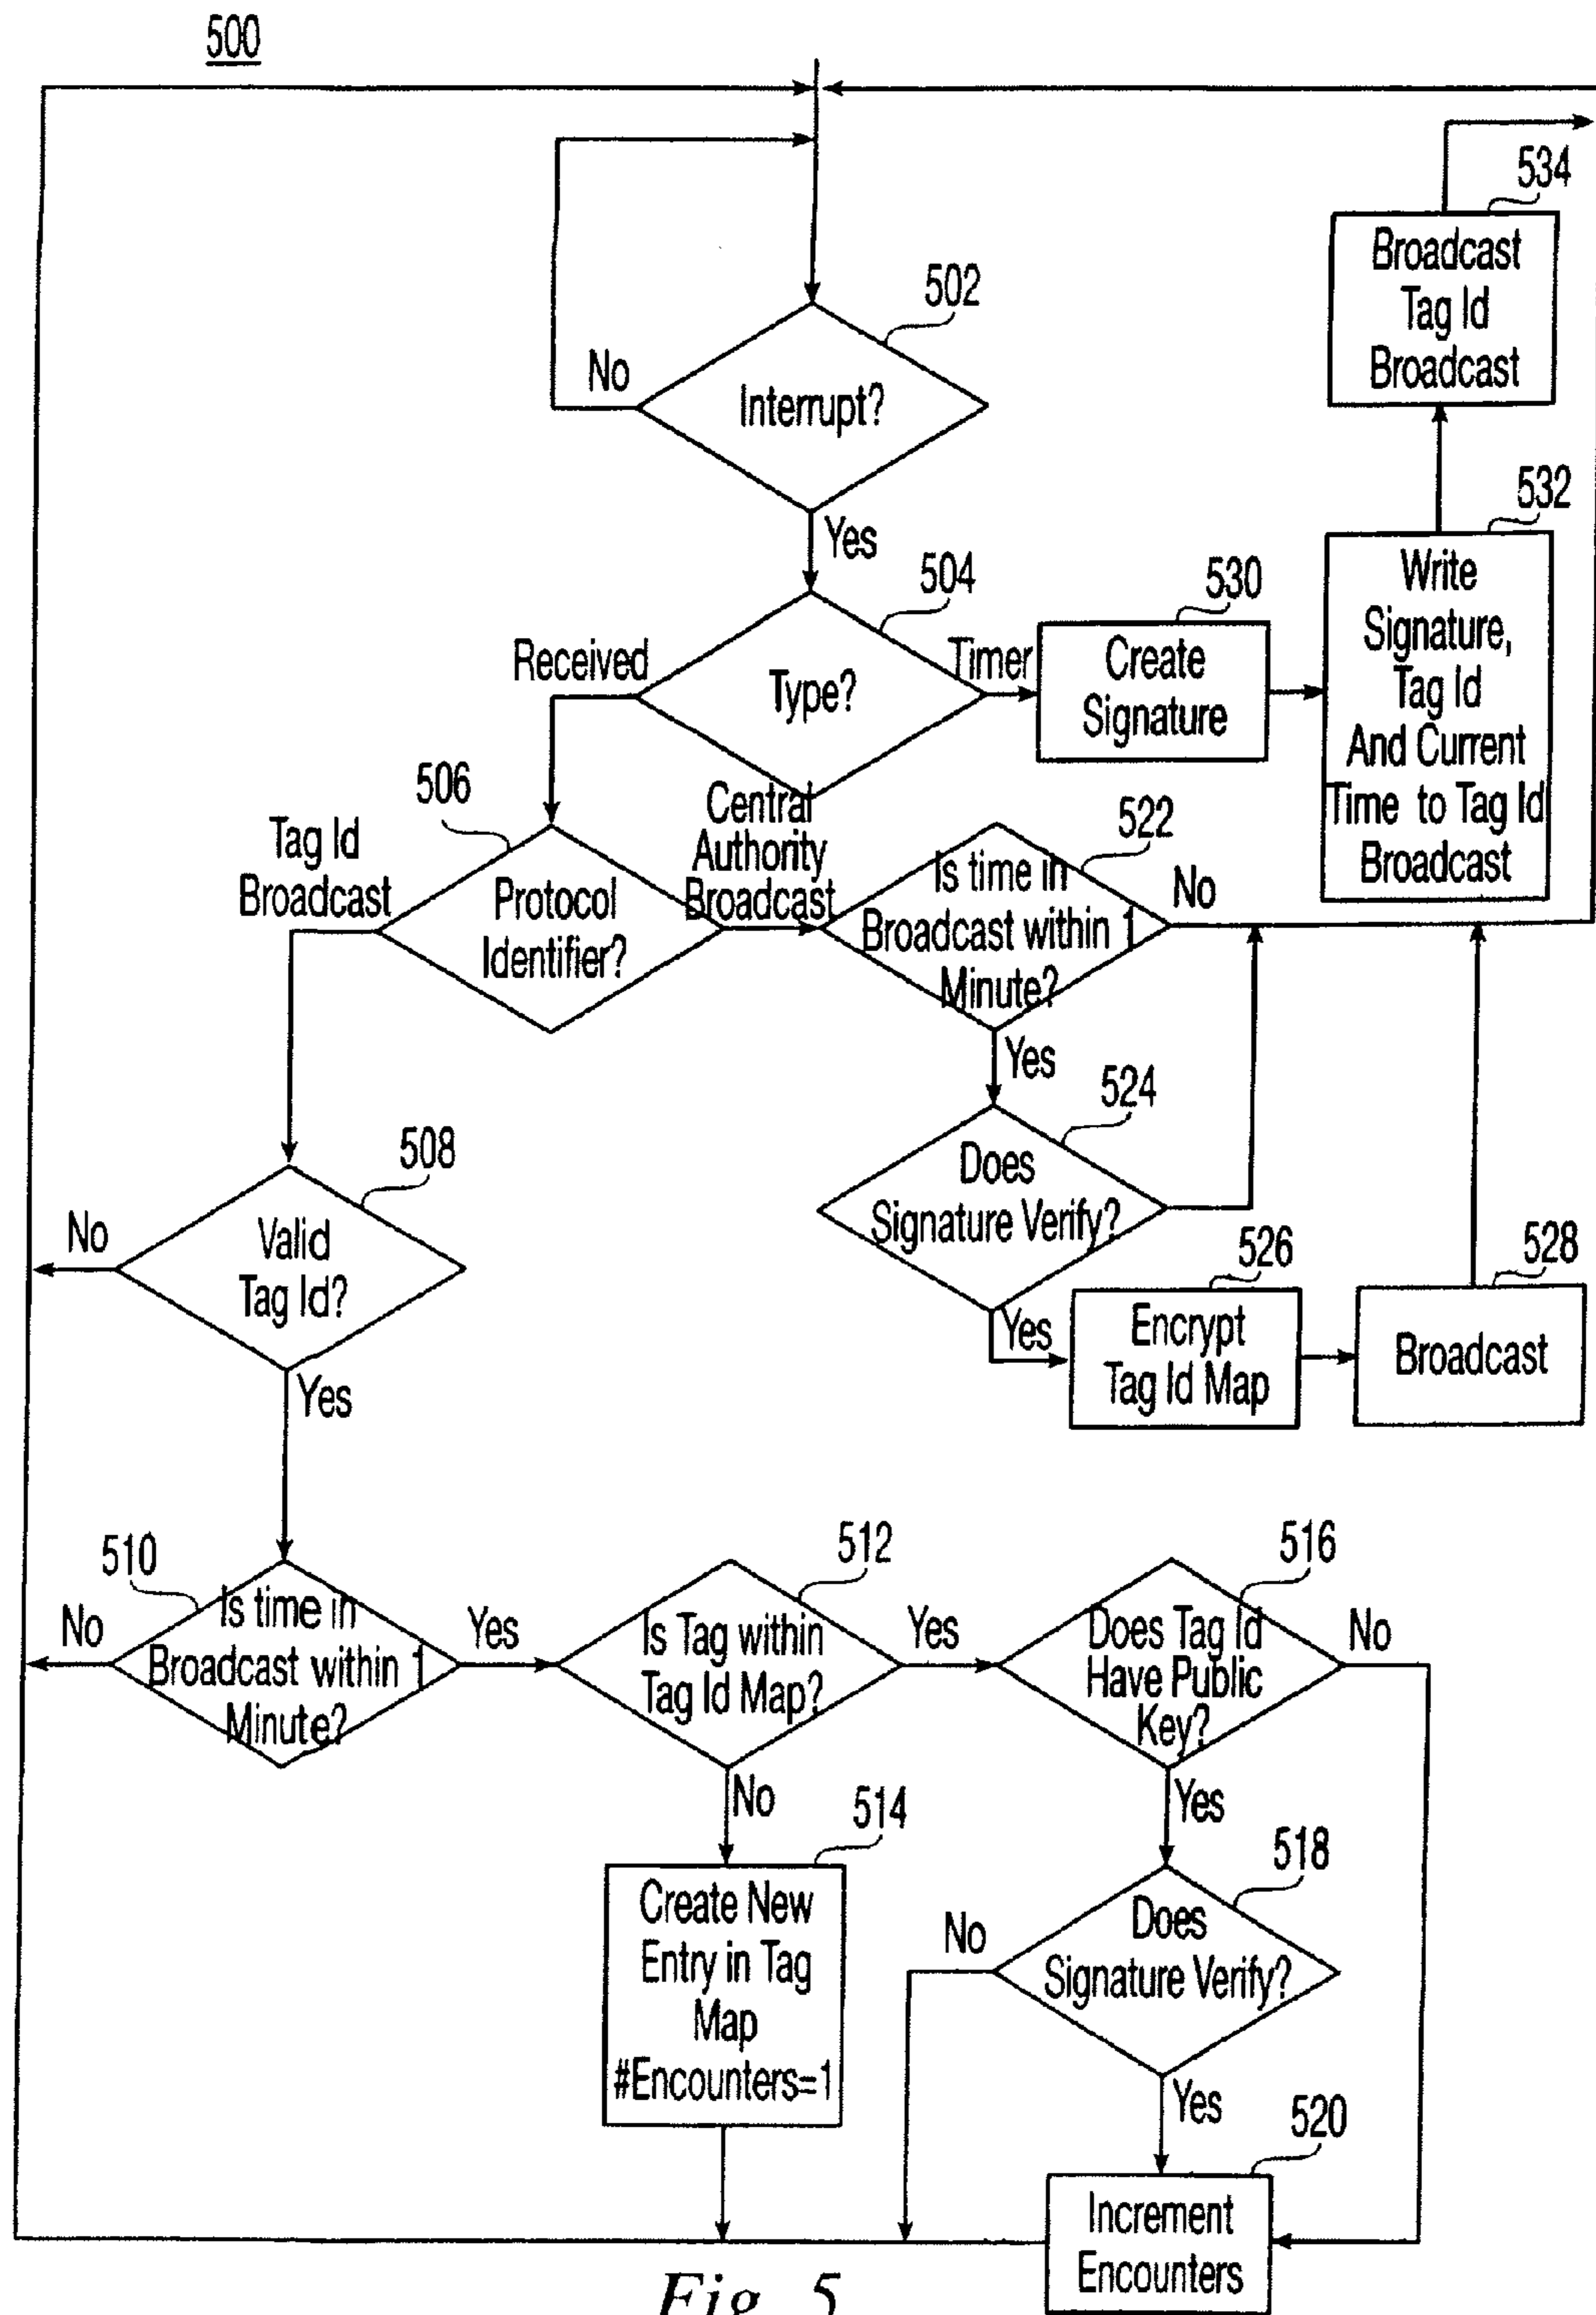 500
534
Broadcast
Tag Id
Broadcast
502
No
Interrupt?
Yes
532
Write
Signature,
Tag Id
And Current
Time to Tag Id
Broadcast
504
530
Received
Type?
Timer
Create
Signature
506
Tag Id
Broadcast
Protocol
Identifier?
Central
Authority
Broadcast
522
Is time in
Broadcast within 1
Minute?
No
Yes
524
Does
Signature Verify?
508
No
Valid
Tag Id?
Yes
Yes
526
Encrypt
Tag Id Map
528
Broadcast
510
No
Is time in
Broadcast within 1
Minute?
Yes
512
Is Tag within
Tag Id Map?
Yes
516
Does Tag Id
Have Public
Key?
No
No
Yes
514
Create New
Entry in Tag
Map
#Encounters=1
518
No
Does
Signature Verify?
Yes
520
Increment
Encounters
Fig. 5